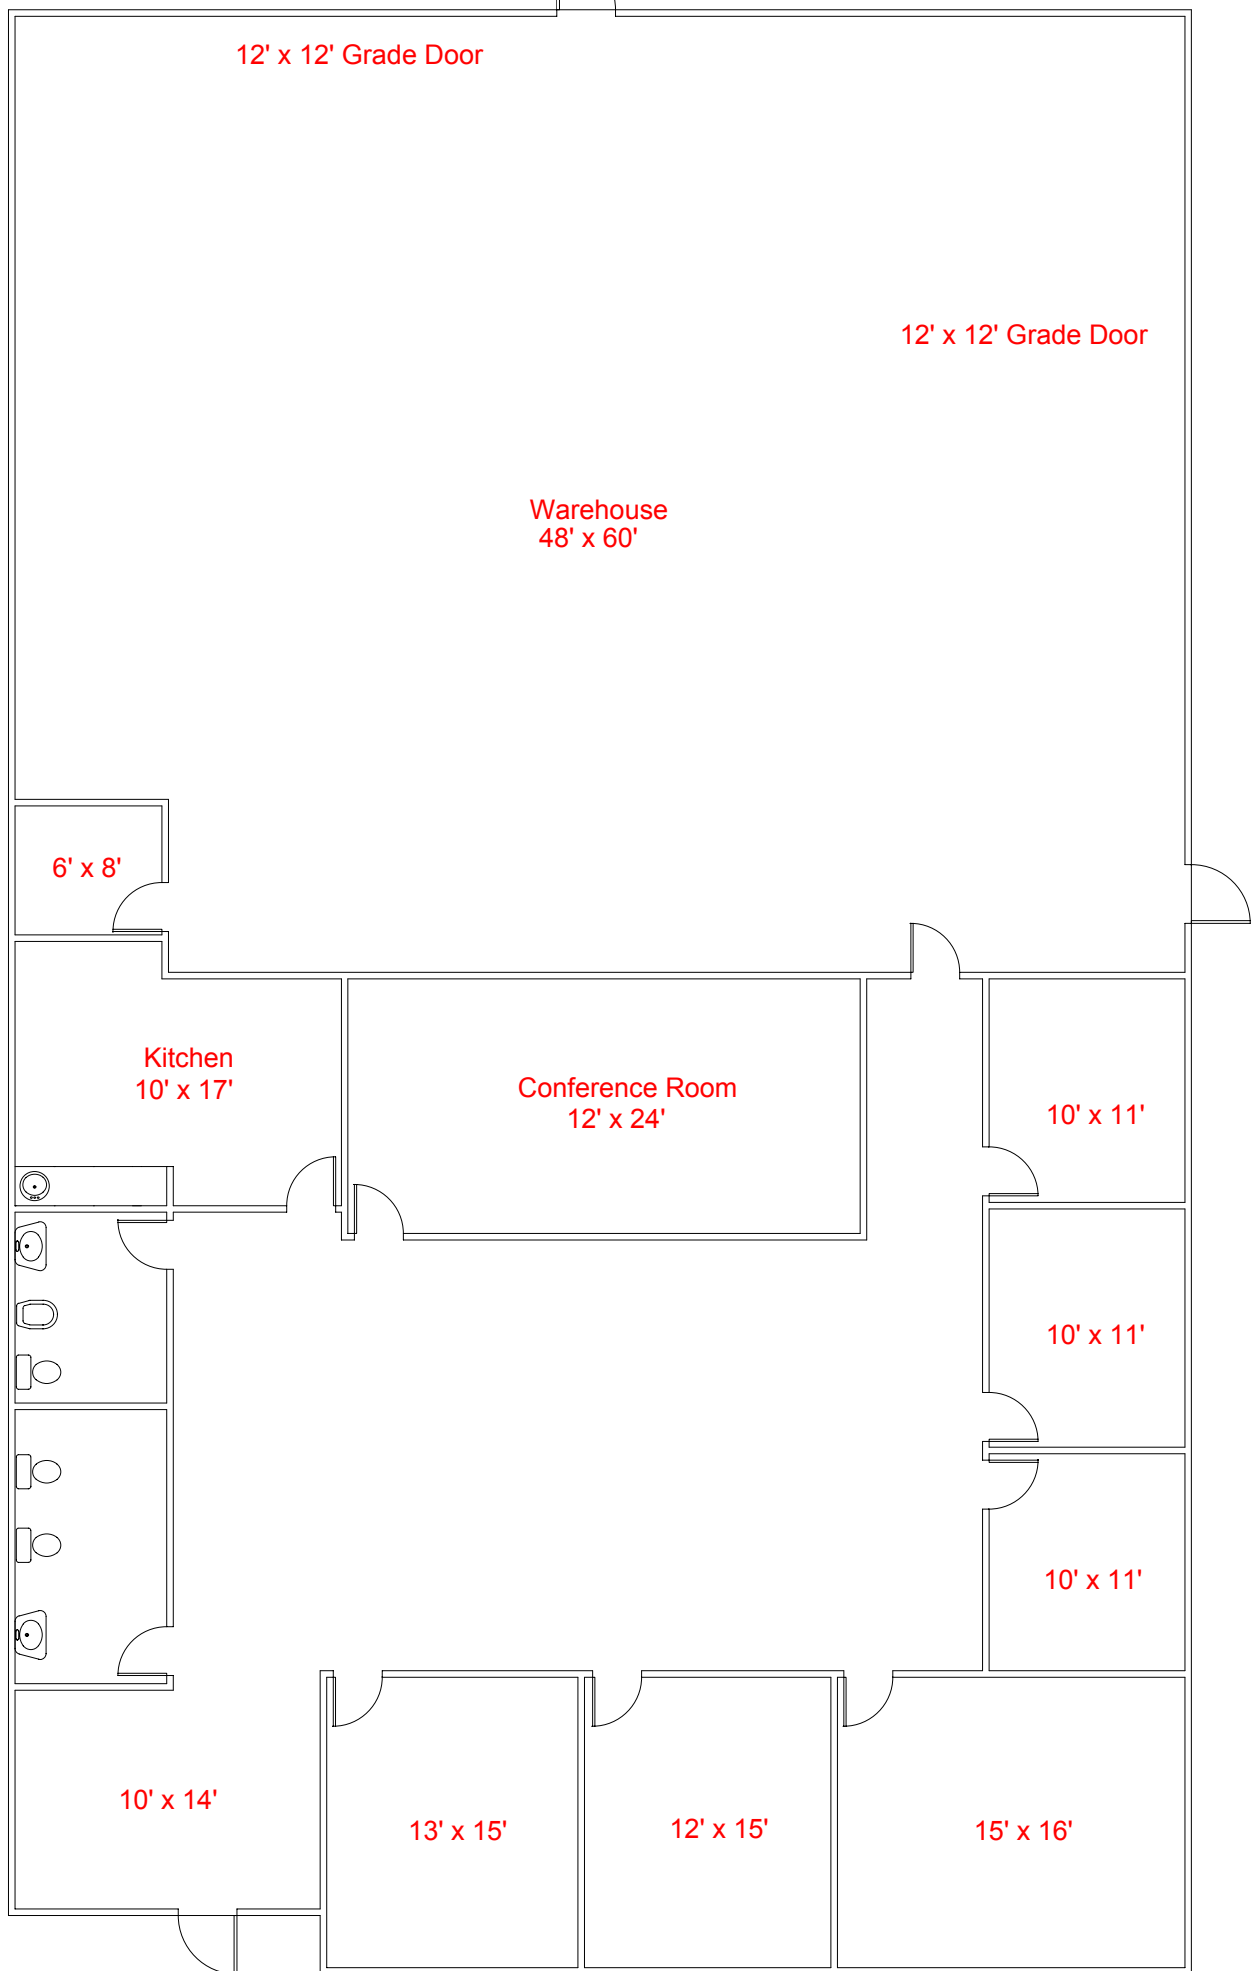 12' x 12' Grade Door
12' x 12' Grade Door
Warehouse
48' x 60'
6' x 8'
Kitchen
10' x 17'
Conference Room
12' x 24'
10' x 11'
10' x 11'
10' x 11'
10' x 14'
13' x 15'
12' x 15'
15' x 16'